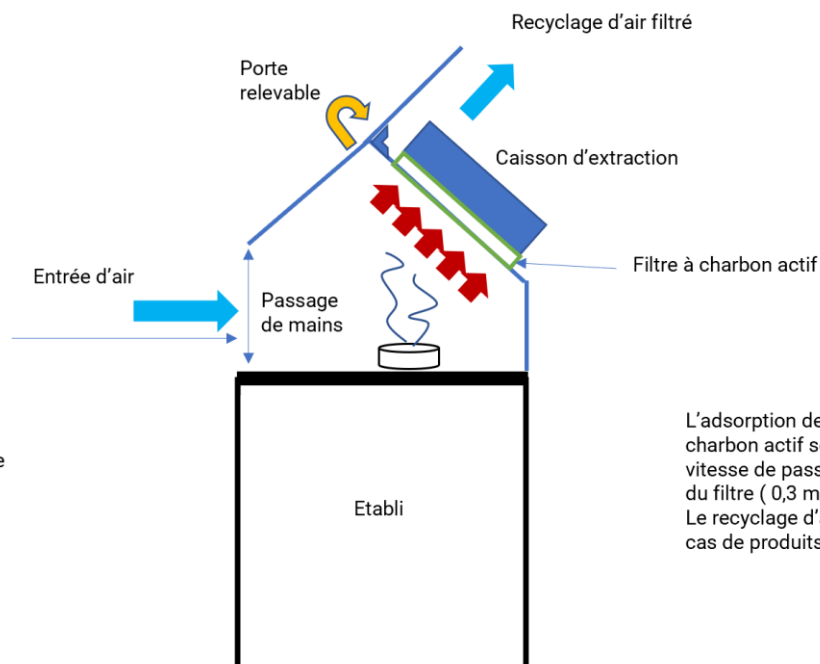 Recyclage d'air filtré
Porte
relevable
Caisson d'extraction
Filtre à charbon actif
Entrée d'air
Passage
de mains
Etabli
L'adsorption de
charbon actif
vitesse de
du filtre ( 0,3
Le recyclage
cas de produits